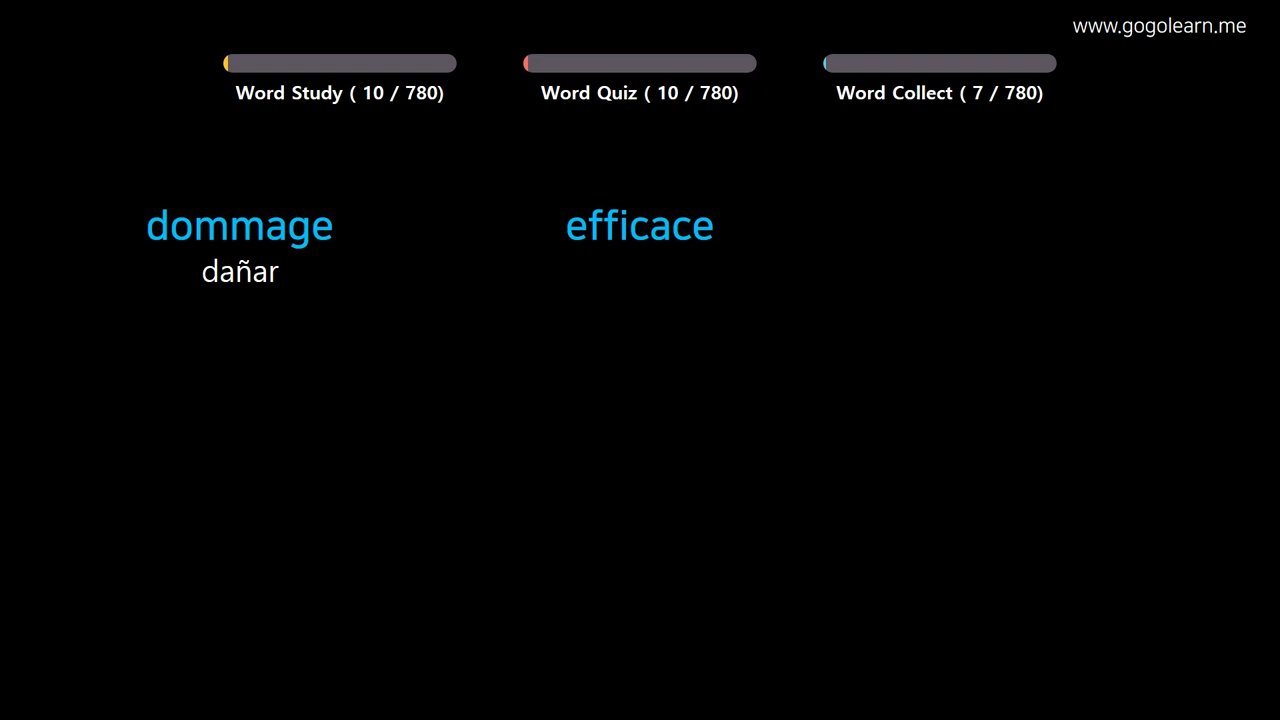 www.gogolearn.me
Word Study ( 10 / 780)
Word Quiz ( 10 / 780)
Word Collect ( 7 / 780)
dommage
efficace
dañar